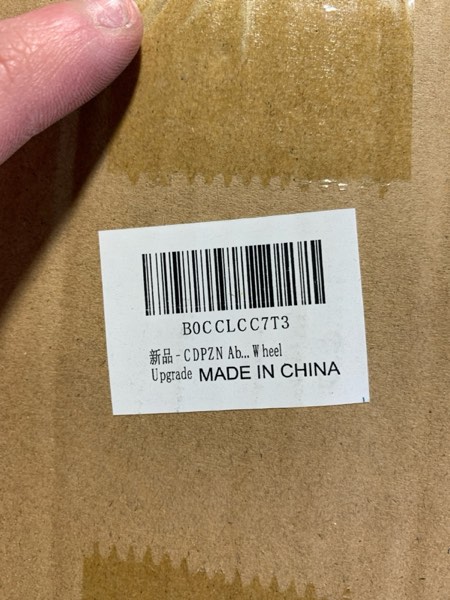 B0CCLCC7T3
新品 - CDPZN Ab... Wheel
Upgrade MADE IN CHINA